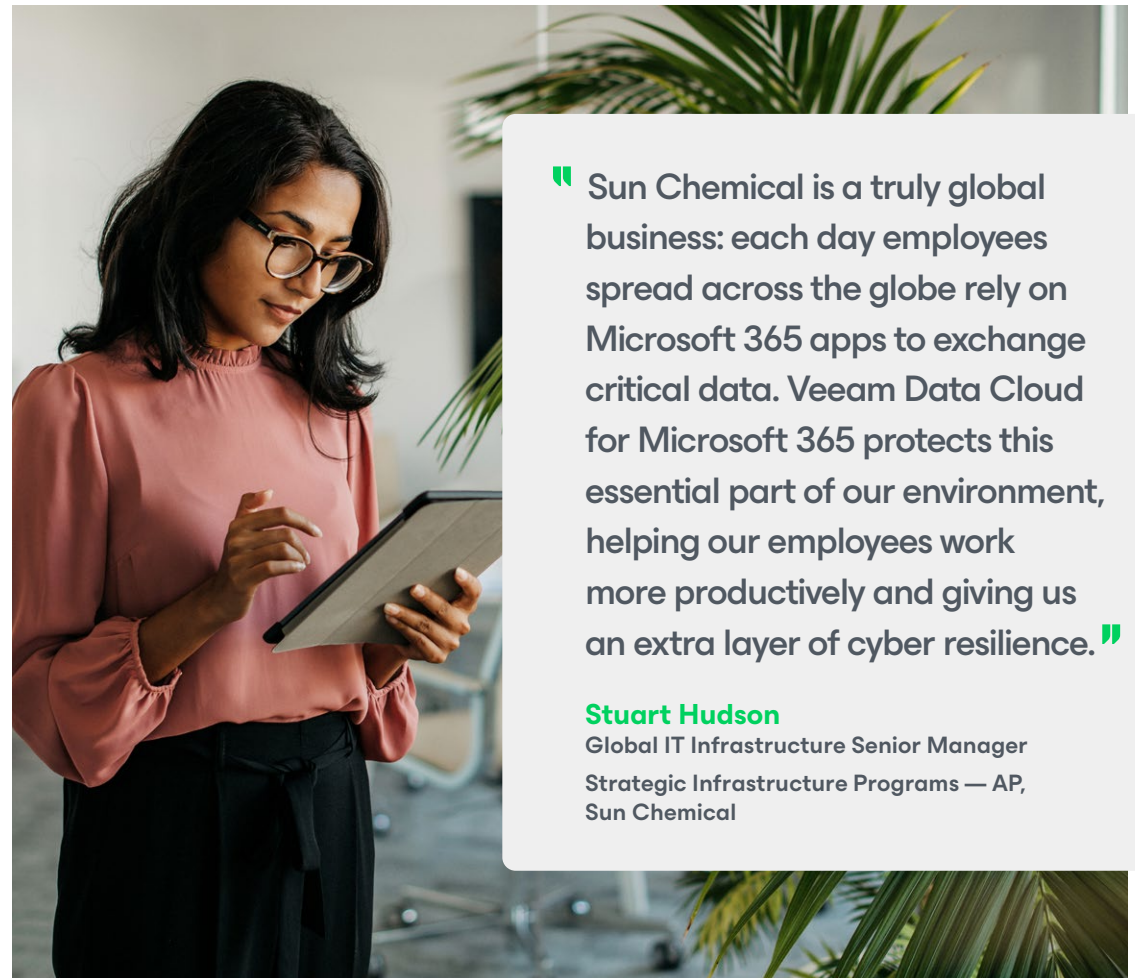 " Sun Chemical is a truly global
business: each day employees
spread across the globe rely on
Microsoft 365 apps to exchange
critical data. Veeam Data Cloud
for Microsoft 365 protects this
essential part of our environment,
helping our employees work
more productively and giving us
an extra layer of cyber resilience. "
Stuart Hudson
Global IT Infrastructure Senior Manager
Strategic Infrastructure Programs — AP,
Sun Chemical